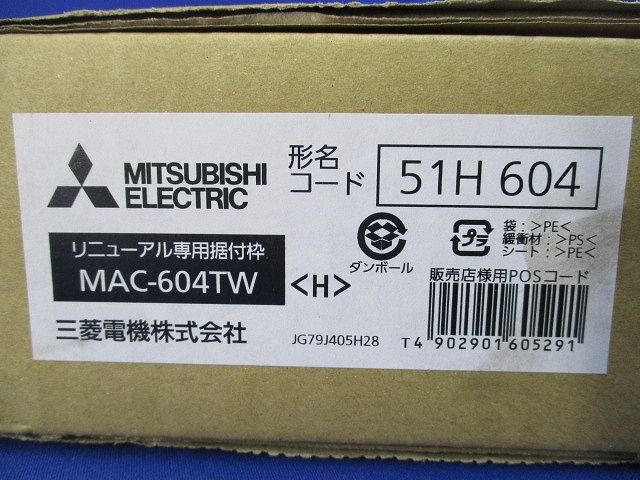 MITSUBISHI
ELECTRIC
形名
コード
51H 604
リニューアル専用据付枠
MAC-604TW
<H>
三菱電機株式会社
ダンボール
プラ
袋:>PE<
緩衝材:>PS<
シート:>PE<
販売店様用POSコード
JG79J405H28
T4 902901 605291